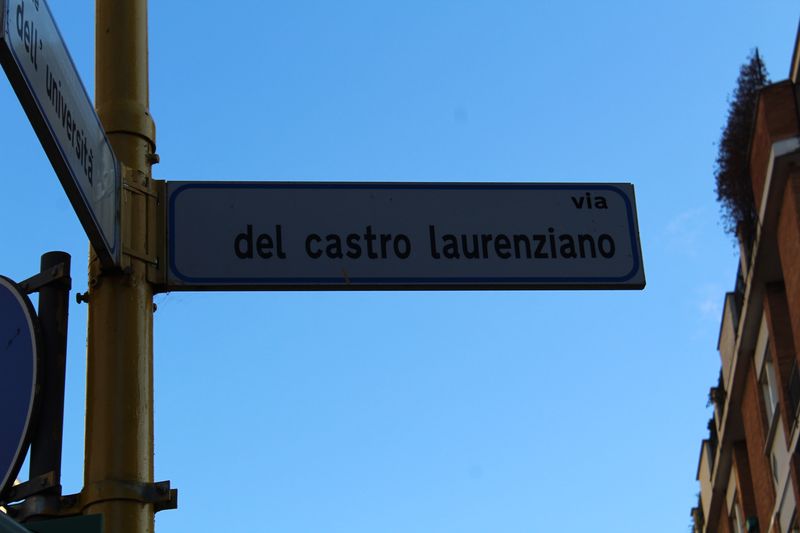 dell' università
via
del castro laurenziano